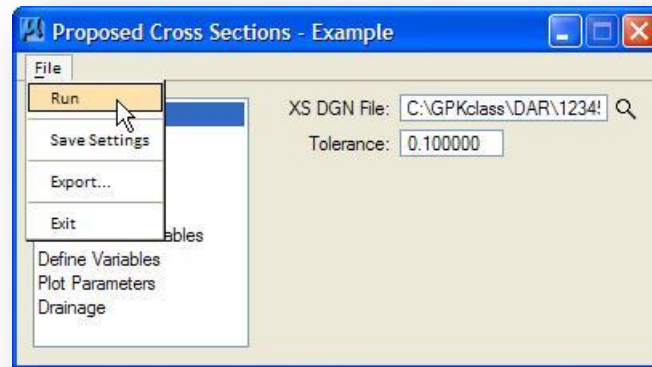 Proposed Cross Sections - Example
File
Run
XS DGN File: C:\GPKclass\DAR\1234
Save Settings
Tolerance: 0.100000
Export...
Exit
ables
Define Variables
Plot Parameters
Drainage